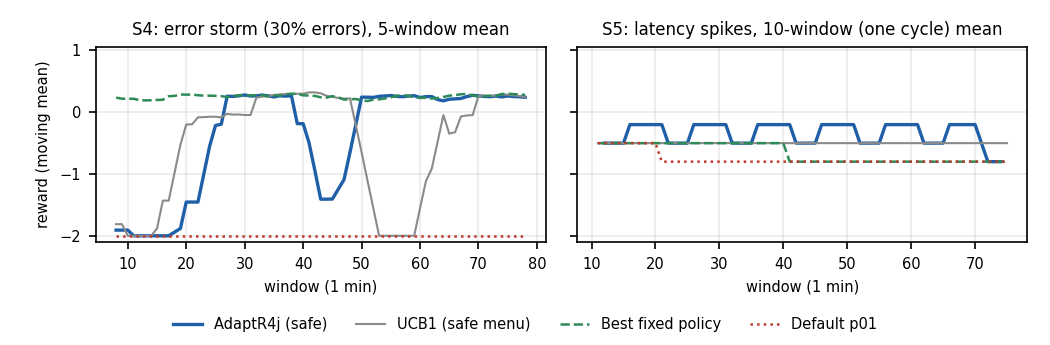 S4: error storm (30% errors), 5-window mean
S5: latency spikes, 10-window (one cycle) mean
reward (moving mean)
1
0
−1
−2
10 20 30 40 50 60 70 80
10 20 30 40 50 60 70
window (1 min)
window (1 min)
AdaptR4j (safe) UCB1 (safe menu) Best fixed policy Default p01